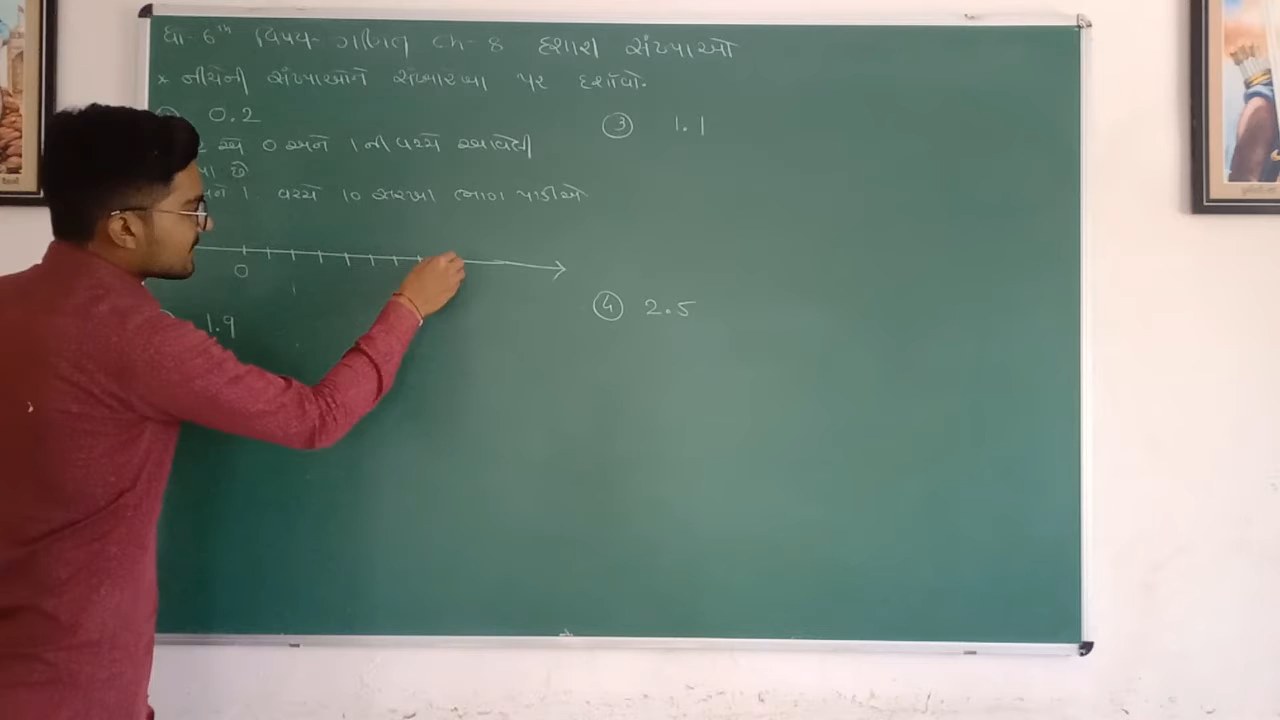 ધો-6th વિષય- ગણિત Ch-8 દશાંશ સંખ્યાઓ
x નીચેની સંખ્યાઓને સંખ્યારેખા પર દર્શાવો.
0.2
2 એ 0 અને 1 ની વચ્ચે આવેલી
છે
1 વચ્ચે 10 સરખા ભાગ પાડીએ
0
1.9
③ 1.1
④ 2.5